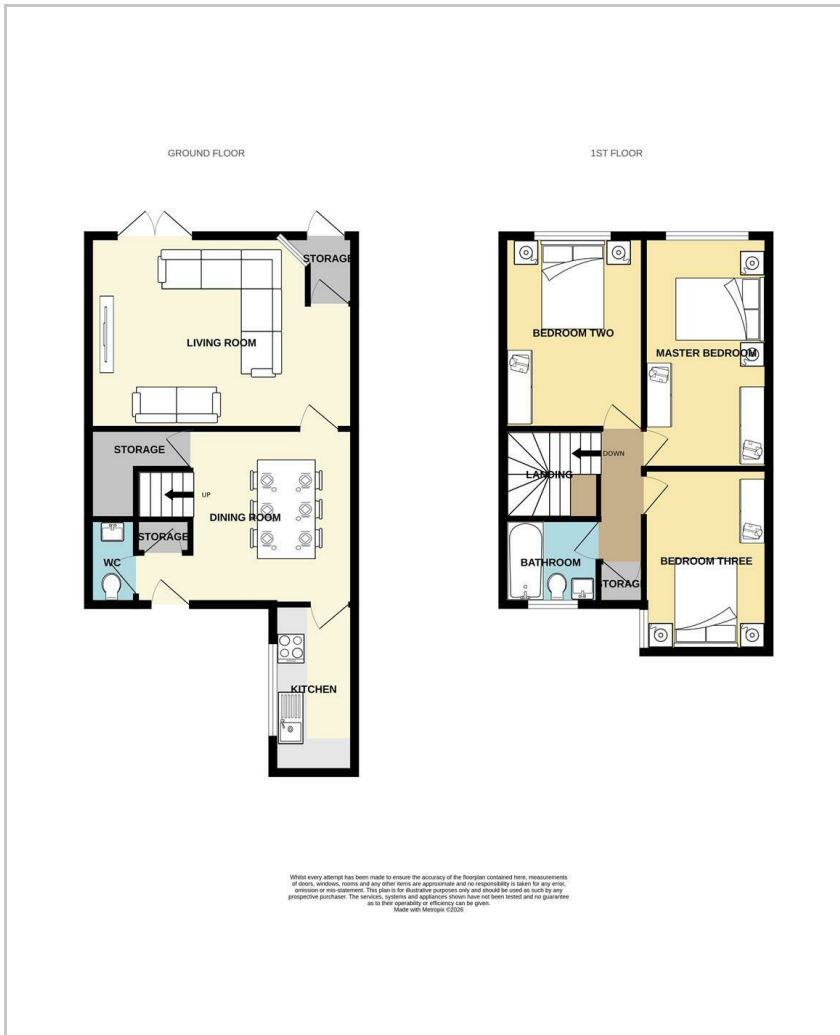 GROUND FLOOR
1ST FLOOR
STORAGE
LIVING ROOM
STORAGE
UP
DINING ROOM
STORAGE
WC
KITCHEN
BEDROOM TWO
MASTER BEDROOM
DOWN
LANDING
BATHROOM
BEDROOM THREE
STORAGE
Whilst every attempt has been made to ensure the accuracy of the floorplan contained here, measurements
of doors, windows, rooms and any other items are approximate and no responsibility is taken for any error,
omission or mis-statement. This plan is for illustrative purposes only and should be used as such by any
prospective purchaser. The services, systems and appliances shown have not been tested and no guarantee
as to their operability or efficiency can be given.
Made with Metropix ©2026